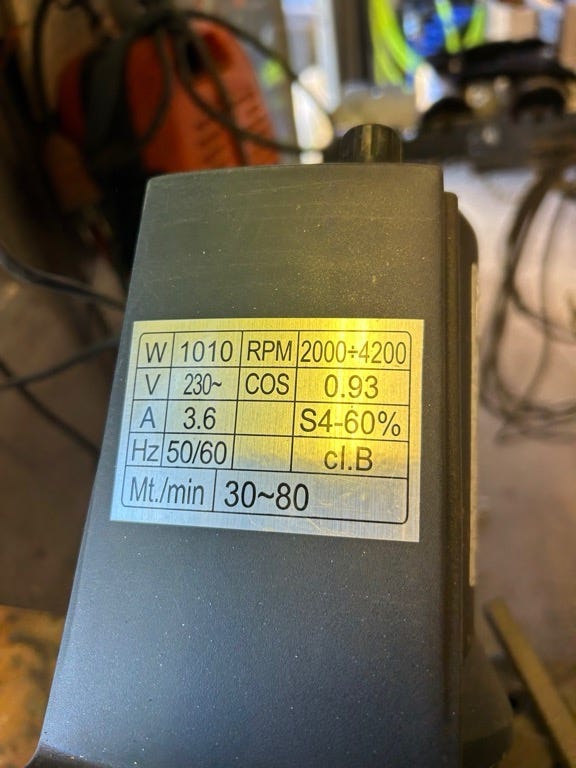 W 1010 RPM 2000÷4200
V 230~ COS 0.93
A 3.6 S4-60%
Hz 50/60 cl.B
Mt./min 30~80